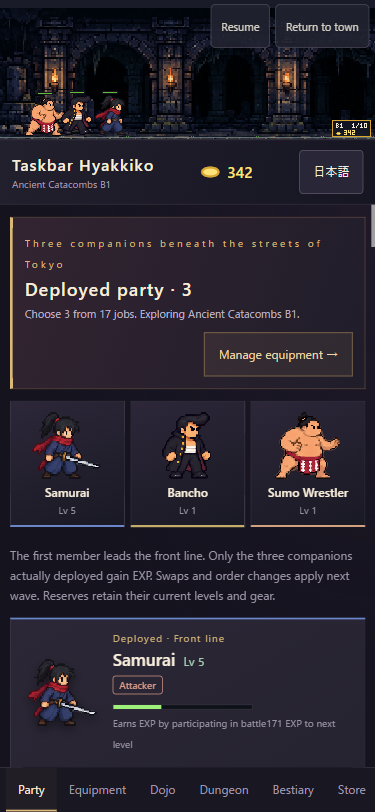 Resume
Return to town
B1 1/10
342
Taskbar Hyakkiko
Ancient Catacombs B1
342
日本語
Three companions beneath the streets of
Tokyo
Deployed party · 3
Choose 3 from 17 jobs. Exploring Ancient Catacombs B1.
Manage equipment →
Samurai
Lv 5
Bancho
Lv 1
Sumo Wrestler
Lv 1
The first member leads the front line. Only the three companions
actually deployed gain EXP. Swaps and order changes apply next
wave. Reserves retain their current levels and gear.
Deployed · Front line
Samurai Lv 5
Attacker
Earns EXP by participating in battle171 EXP to next
level
Party
Equipment
Dojo
Dungeon
Bestiary
Store